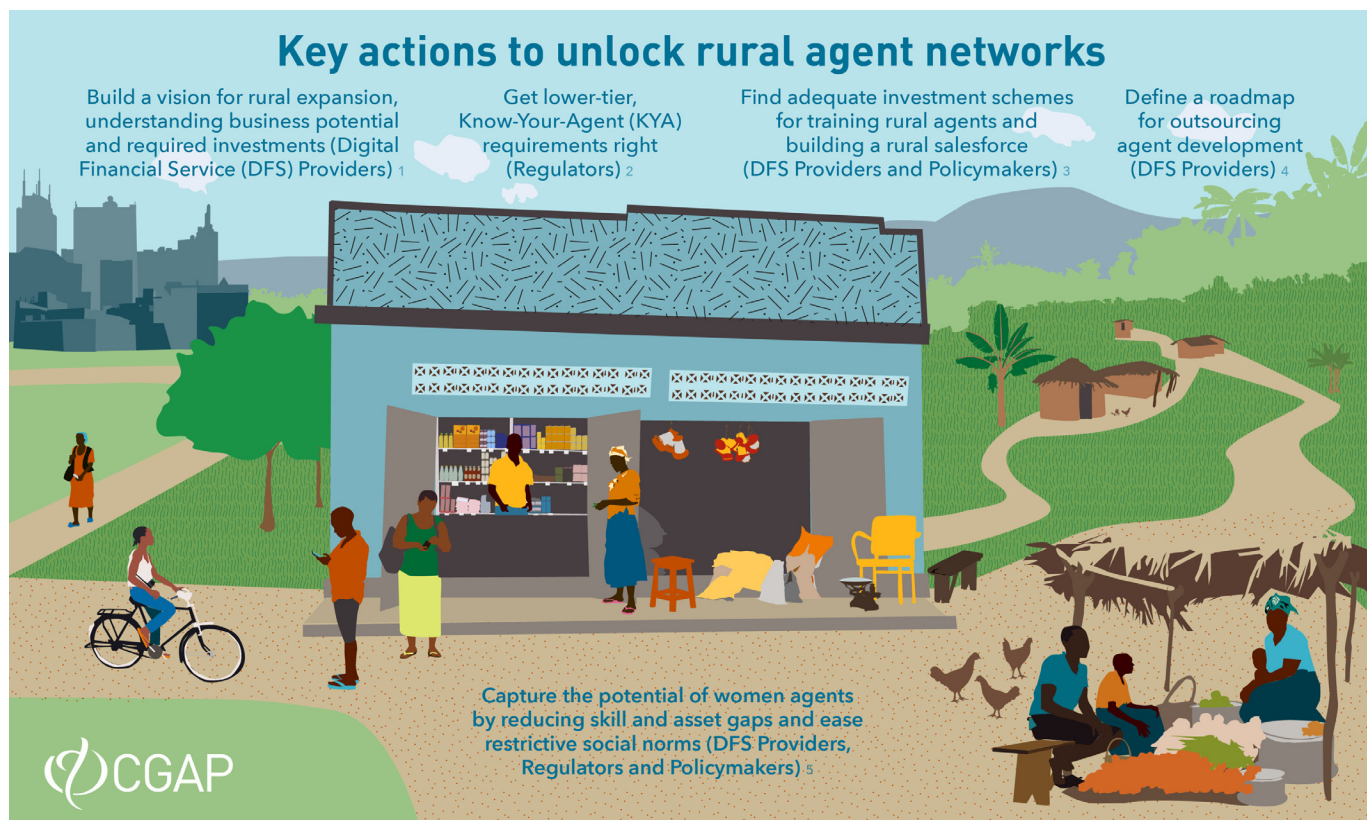 Key actions to unlock rural agent networks
Build a vision for rural expansion,
understanding business potential
and required investments (Digital
Financial Service (DFS) Providers) 1
Get lower-tier,
Know-Your-Agent (KYA)
requirements right
(Regulators) 2
Find adequate investment schemes
for training rural agents and
building a rural salesforce
(DFS Providers and Policymakers) 3
Define a roadmap
for outsourcing
agent development
(DFS Providers) 4
Capture the potential of women agents
by reducing skill and asset gaps and ease
restrictive social norms (DFS Providers,
Regulators and Policymakers) 5
CGAP